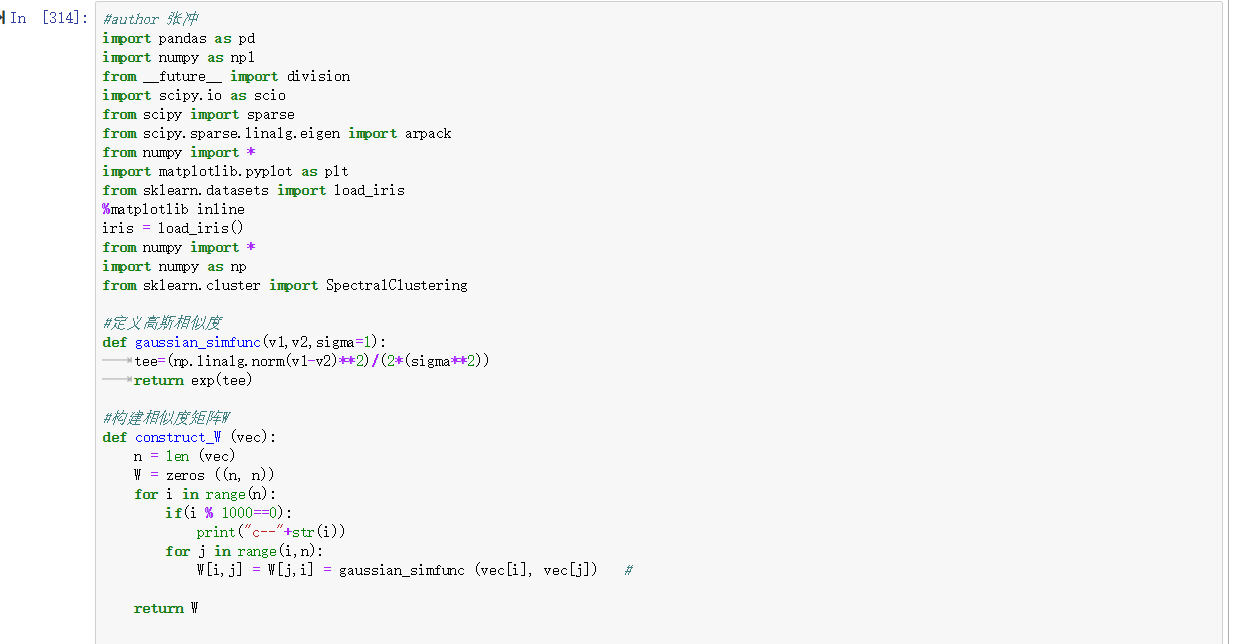 In [314]:
#author 张冲
import pandas as pd
import numpy as np1
from __future__ import division
import scipy.io as scio
from scipy import sparse
from scipy.sparse.linalg.eigen import arpack
from numpy import *
import matplotlib.pyplot as plt
from sklearn.datasets import load_iris
%matplotlib inline
iris = load_iris()
from numpy import *
import numpy as np
from sklearn.cluster import SpectralClustering
#定义高斯相似度
def gaussian_simfunc(v1,v2,sigma=1):
tee=(np.linalg.norm(v1-v2)**2)/(2*(sigma**2))
return exp(tee)
#构建相似度矩阵W
def construct_W (vec):
n = len (vec)
W = zeros ((n, n))
for i in range(n):
if(i % 1000==0):
print("c--"+str(i))
for j in range(i,n):
W[i,j] = W[j,i] = gaussian_simfunc (vec[i], vec[j]) #
return W